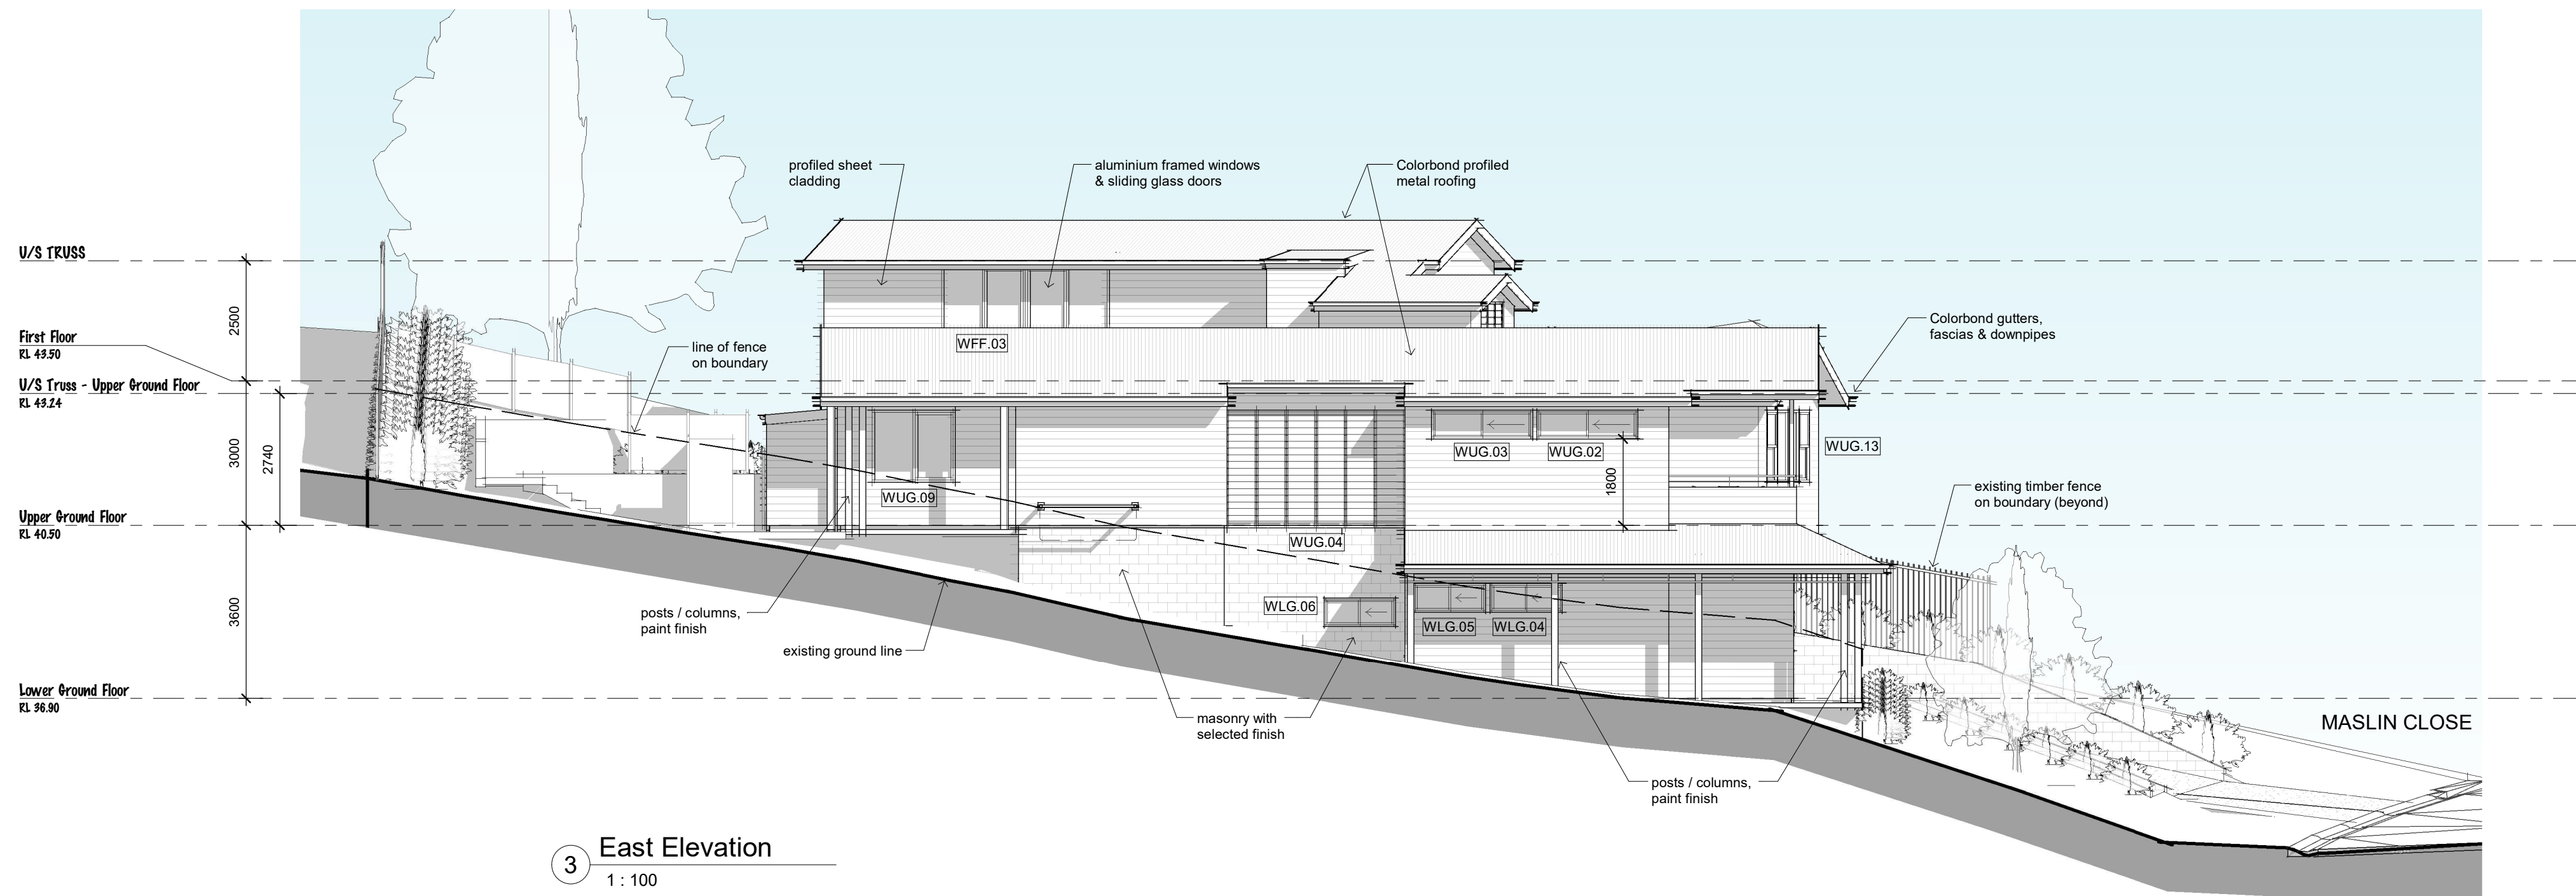 profiled sheet
cladding
aluminium framed windows
& sliding glass doors
Colorbond profiled
metal roofing
U/S TRUSS
2500
First Floor
RL 43.50
WFF.03
line of fence
on boundary
Colorbond gutters,
fascias & downpipes
U/S Truss - Upper Ground Floor
RL 43.24
3000
2740
WUG.03
WUG.02
WUG.13
1800
WUG.09
existing timber fence
on boundary (beyond)
Upper Ground Floor
RL 40.50
WUG.04
3600
posts / columns,
paint finish
WLG.06
WLG.05
WLG.04
existing ground line
Lower Ground Floor
RL 36.90
masonry with
selected finish
MASLIN CLOSE
posts / columns,
paint finish
3
East Elevation
1 : 100